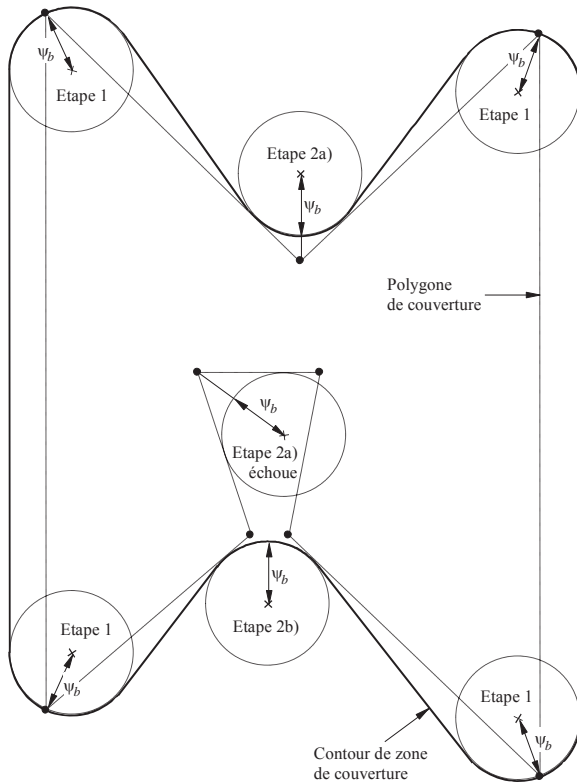 ψb
Etape 1
ψb
Etape 1
Etape 2a)
ψb
Polygone
de couverture
ψb
Etape 2a)
échoue
ψb
Etape 2b)
Etape 1
ψb
Etape 1
ψb
Contour de zone
de couverture